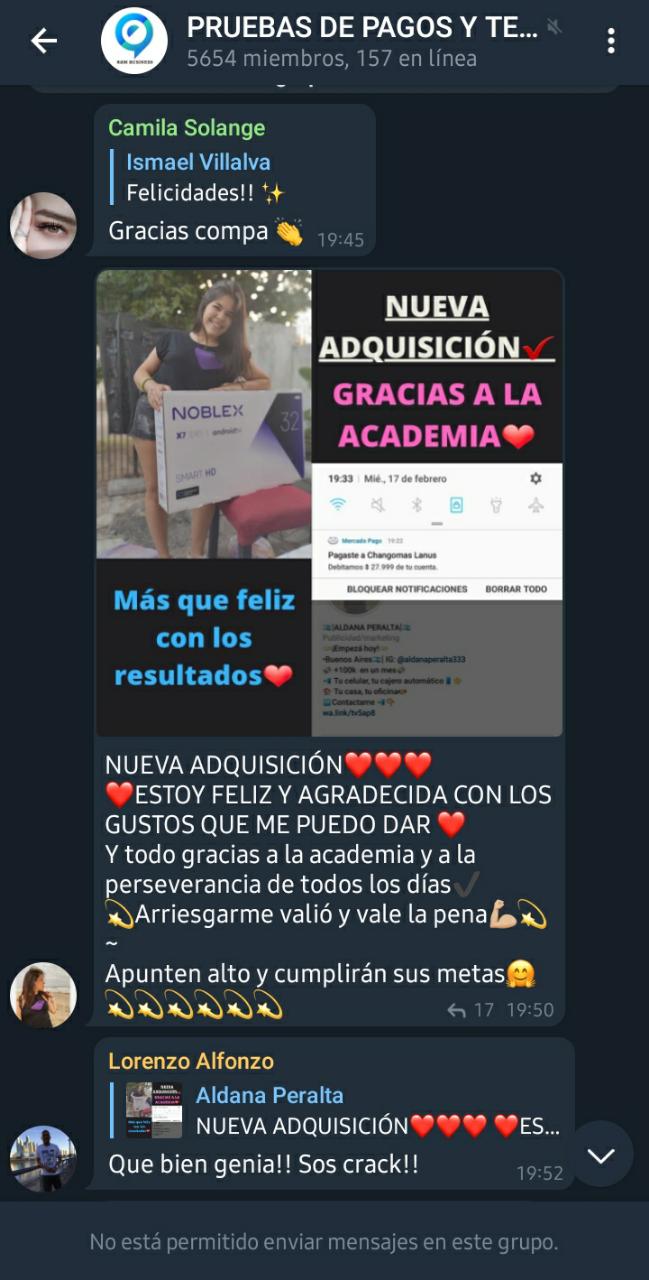 PRUEBAS DE PAGOS Y TE...
5654 miembros, 157 en línea
Camila Solange
Ismael Villalva
Felicidades!! ✨
Gracias compa 👏 19:45
NOBLEX
32
X7
SMART HD
NUEVA
ADQUISICIÓN✔
GRACIAS A LA
ACADEMIA❤
19:33 | Mié., 17 de febrero
Mercado Pago 19:22
Pagaste a Changomas Lanus
Debitamos $ 27.999 de tu cuenta.
BLOQUEAR NOTIFICACIONES BORRAR TODO
|ALDANA PERALTA|
Publicidad/marketing
¡Empezá hoy!
•Buenos Aires | IG: @aldanaperalta333
+100k en un mes
Tu celular, tu cajero automático
Tu casa, tu oficina
Contactame
wa.link/tv5ap8
Más que feliz
con los
resultados❤
NUEVA ADQUISICIÓN❤❤❤
❤ESTOY FELIZ Y AGRADECIDA CON LOS
GUSTOS QUE ME PUEDO DAR ❤
Y todo gracias a la academia y a la
perseverancia de todos los días✔
💫Arriesgarme valió y vale la pena💪🏼💫
~
Apunten alto y cumplirán sus metas🤗
💫💫💫💫💫💫 17 19:50
Lorenzo Alfonzo
Aldana Peralta
NUEVA ADQUISICIÓN❤❤❤ ❤ES...
Que bien genia!! Sos crack!! 19:52
No está permitido enviar mensajes en este grupo.